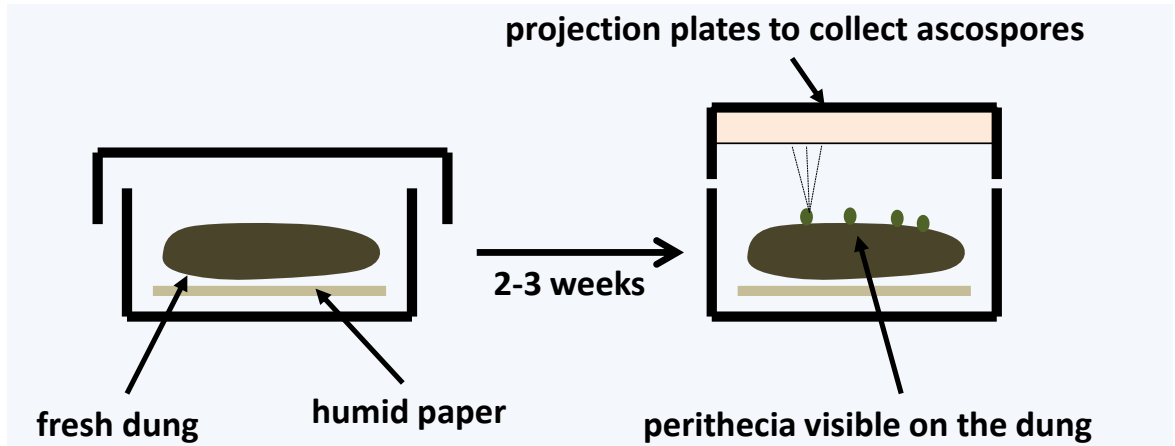 projection plates to collect ascospores
2-3 weeks
fresh dung
humid paper
perithecia visible on the dung